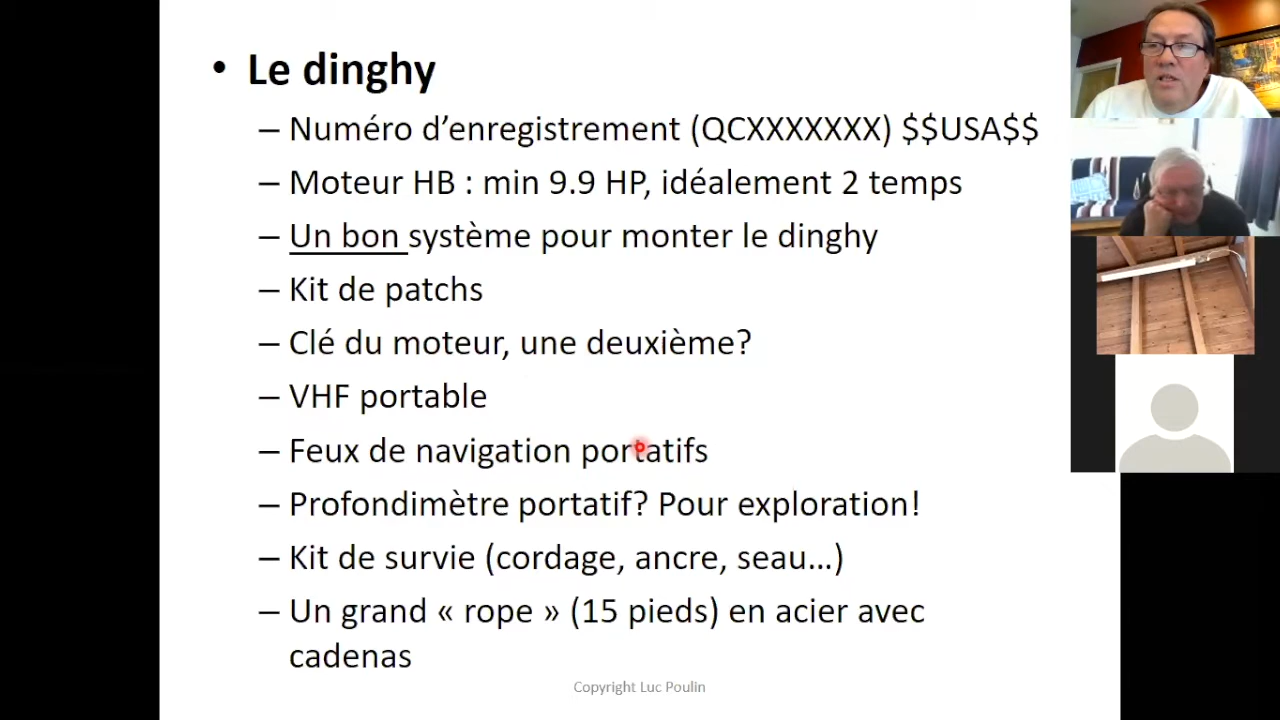 • Le dinghy
– Numéro d’enregistrement (QCXXXXXXX) $$USA$$
– Moteur HB : min 9.9 HP, idéalement 2 temps
– Un bon système pour monter le dinghy
– Kit de patchs
– Clé du moteur, une deuxième?
– VHF portable
– Feux de navigation portatifs
– Profondimètre portatif? Pour exploration!
– Kit de survie (cordage, ancre, seau…)
– Un grand « rope » (15 pieds) en acier avec
cadenas
Copyright Luc Poulin